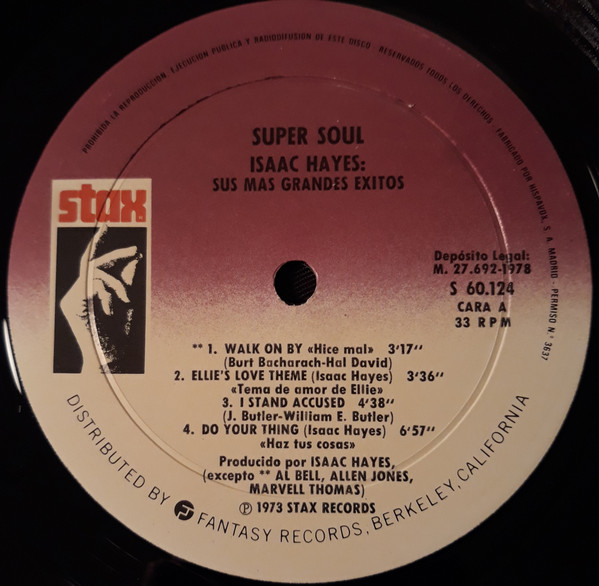 PROHIBIDA LA REPRODUCCION, EJECUCION PUBLICA Y RADIODIFUSION DE ESTE DISCO · RESERVADOS TODOS LOS DERECHOS · FABRICADO POR HISPAVOX, S. A. MADRID · PERMISO N.º 3637
SUPER SOUL
ISAAC HAYES:
SUS MAS GRANDES EXITOS
stax
Depósito Legal:
M. 27.692-1978
S 60.124
CARA A
33 RPM
** 1. WALK ON BY «Hice mal» 3'17''
(Burt Bacharach-Hal David)
2. ELLIE'S LOVE THEME (Isaac Hayes) 3'36''
«Tema de amor de Ellie»
3. I STAND ACCUSED 4'38''
(J. Butler-William E. Butler)
4. DO YOUR THING (Isaac Hayes) 6'57''
«Haz tus cosas»
Producido por ISAAC HAYES,
(excepto ** AL BELL, ALLEN JONES,
MARVELL THOMAS)
℗ 1973 STAX RECORDS
DISTRIBUTED BY FANTASY RECORDS, BERKELEY, CALIFORNIA